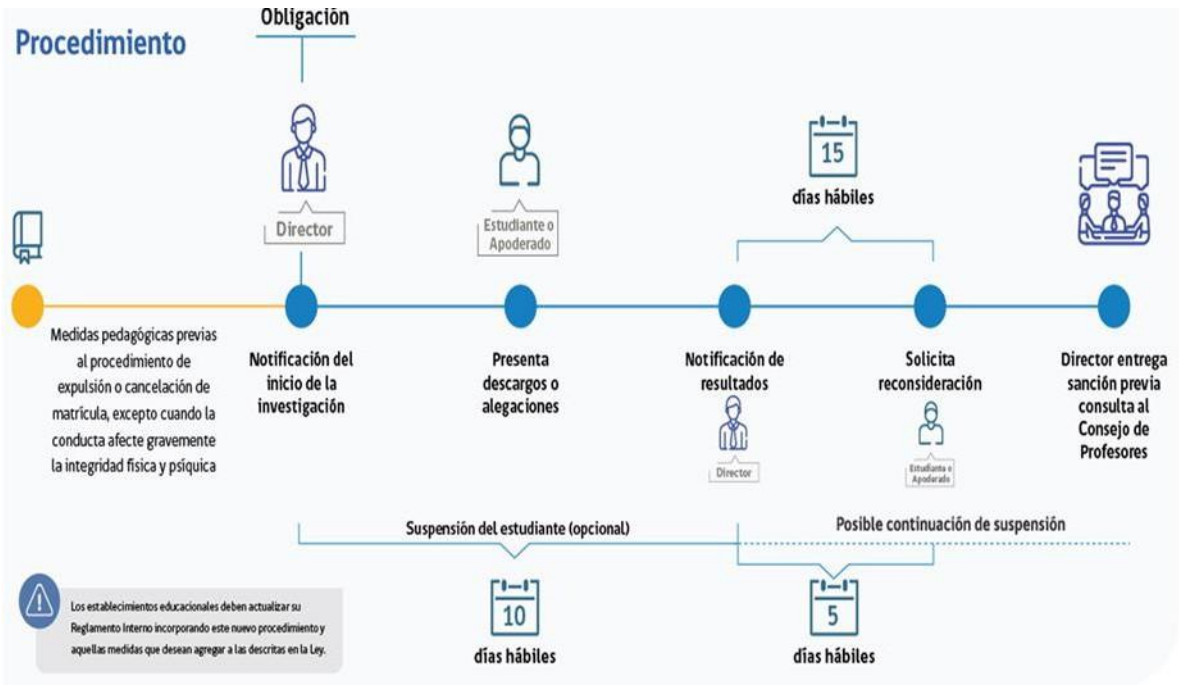 Procedimiento
Obligación
Director
Estudiante o
Apoderado
15
días hábiles
Medidas pedagógicas previas
al procedimiento de
expulsión o cancelación de
matrícula, excepto cuando la
conducta afecte gravemente
la integridad física y psíquica
Notificación del
inicio de la
investigación
Presenta
descargos o
alegaciones
Notificación de
resultados
Director
Solicita
reconsideración
Estudiante o
Apoderado
Director entrega
sanción previa
consulta al
Consejo de
Profesores
Suspensión del estudiante (opcional)
Posible continuación de suspensión
10
días hábiles
5
días hábiles
Los establecimientos educacionales deben actualizar su
Reglamento Interno incorporando este nuevo procedimiento y
aquellas medidas que desean agregar a las descritas en la Ley.